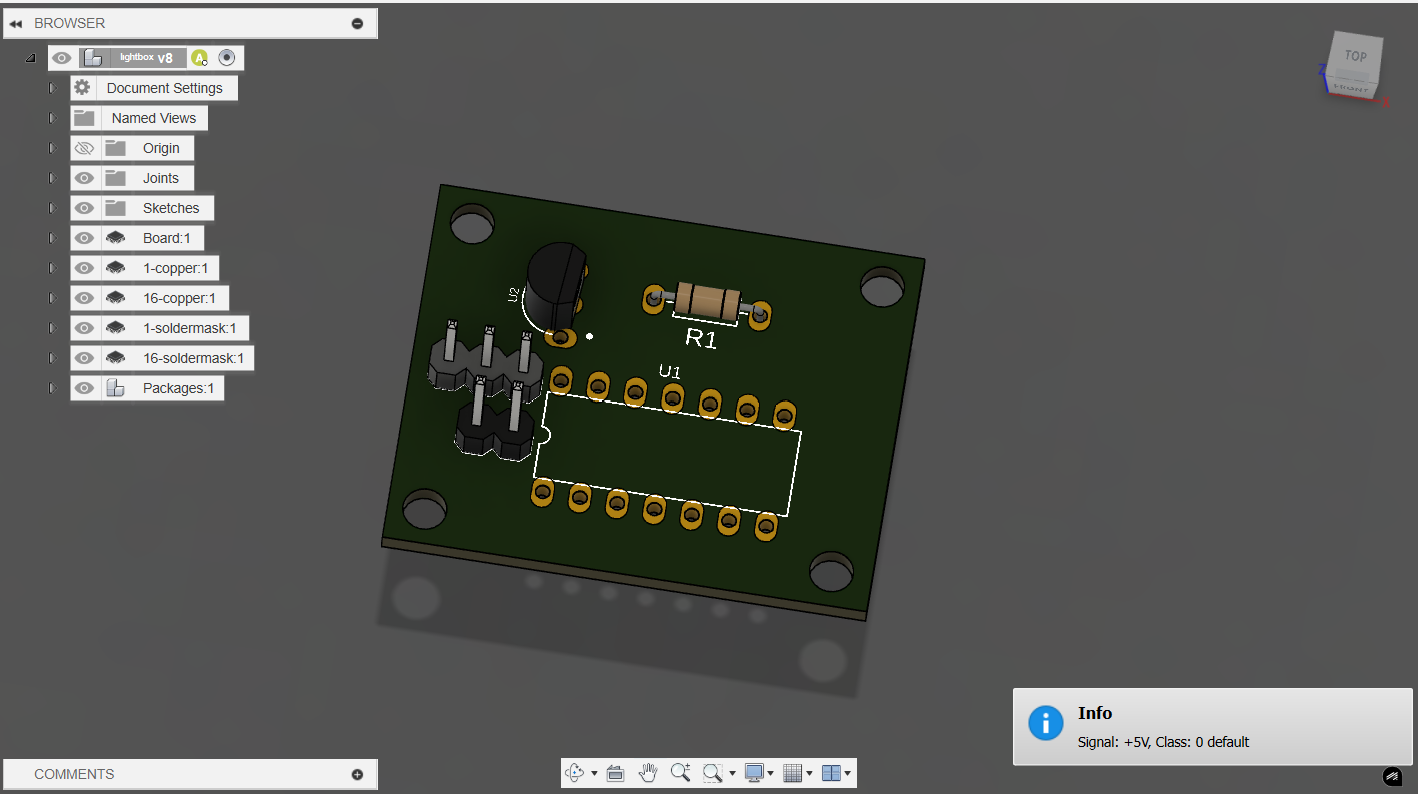 BROWSER
lightbox v8
A
Document Settings
Named Views
Origin
Joints
Sketches
Board:1
1-copper:1
16-copper:1
1-soldermask:1
16-soldermask:1
Packages:1
TOP
FRONT
Z
X
U2
R1
U1
Info
Signal: +5V, Class: 0 default
COMMENTS